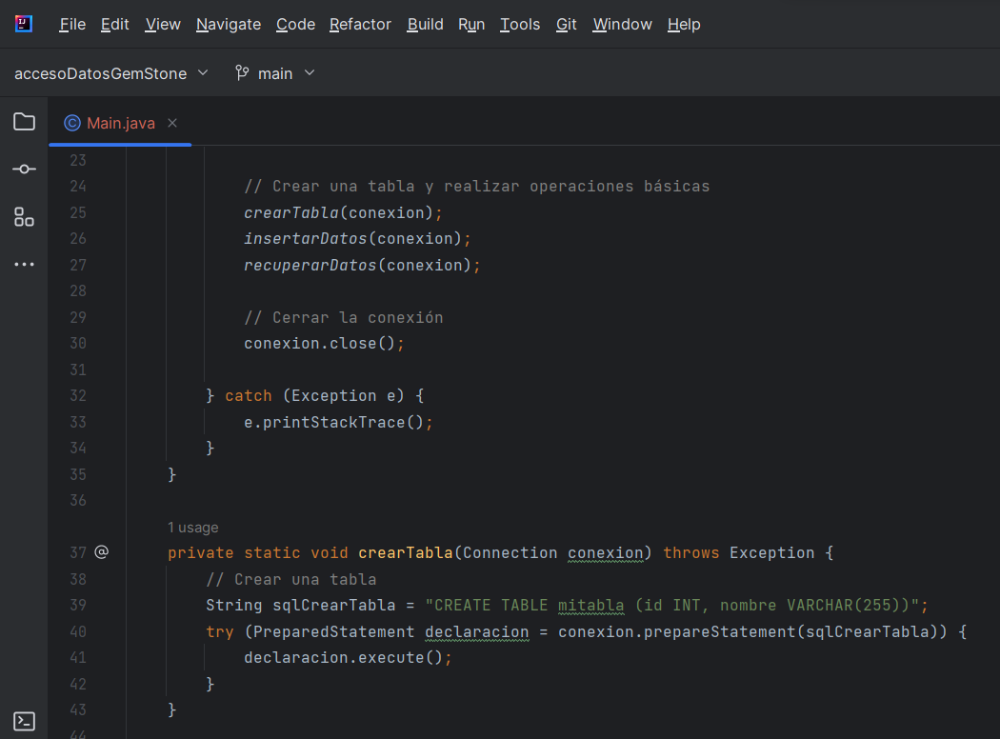 File Edit View Navigate Code Refactor Build Run Tools Git Window Help
accesoDatosGemStone main
Main.java
23
24 // Crear una tabla y realizar operaciones básicas
25 crearTabla(conexion);
26 insertarDatos(conexion);
27 recuperarDatos(conexion);
28
29 // Cerrar la conexión
30 conexion.close();
31
32 } catch (Exception e) {
33 e.printStackTrace();
34 }
35 }
36
1 usage
37 @ private static void crearTabla(Connection conexion) throws Exception {
38 // Crear una tabla
39 String sqlCrearTabla = "CREATE TABLE mitabla (id INT, nombre VARCHAR(255))";
40 try (PreparedStatement declaracion = conexion.prepareStatement(sqlCrearTabla)) {
41 declaracion.execute();
42 }
43 }
44